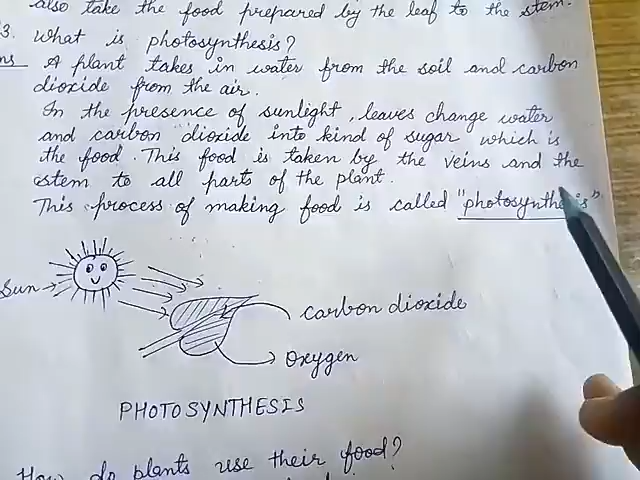 also take the food prepared by the leaf to the stem.
3. What is photosynthesis?
ns A plant takes in water from the soil and carbon
dioxide from the air.
In the presence of sunlight, leaves change water
and carbon dioxide into kind of sugar which is
the food. This food is taken by the veins and the
stem to all parts of the plant.
This process of making food is called "photosynthesis".
Sun
carbon dioxide
oxygen
PHOTOSYNTHESIS
How do plants use their food?